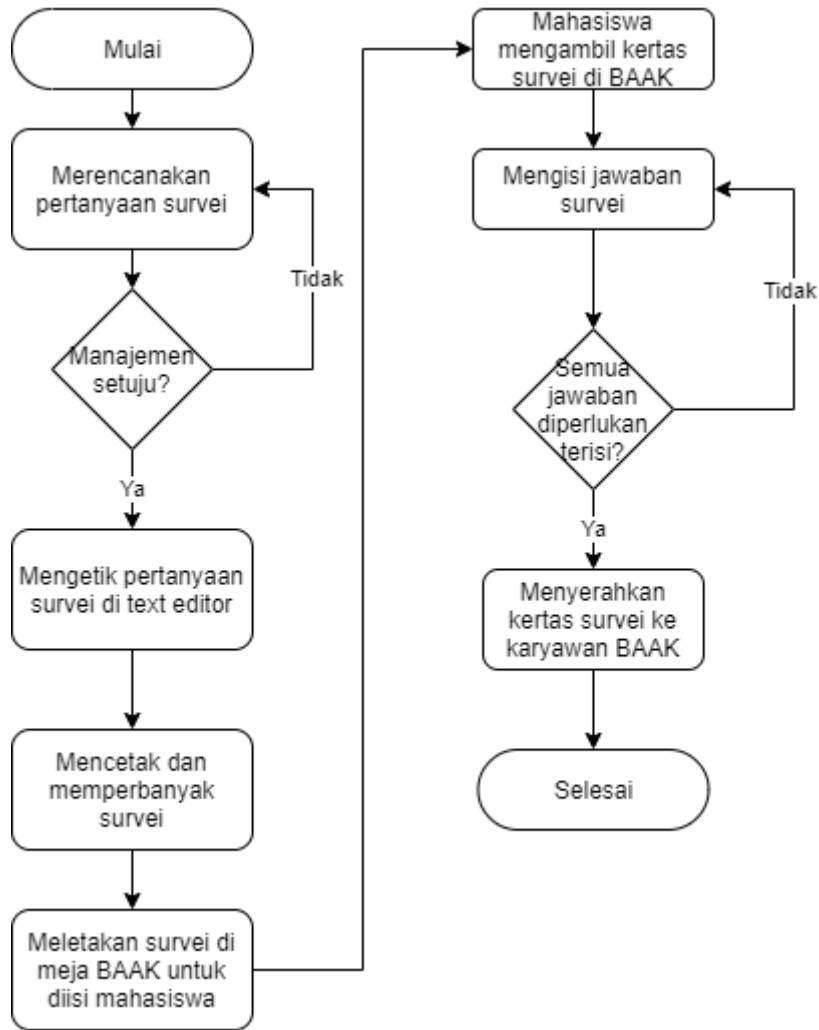 Mulai
Merencanakan
pertanyaan survei
Tidak
Manajemen
setuju?
Ya
Mengetik pertanyaan
survei di text editor
Mencetak dan
memperbanyak
survei
Meletakan survei di
meja BAAK untuk
diisi mahasiswa
Mahasiswa
mengambil kertas
survei di BAAK
Mengisi jawaban
survei
Tidak
Semua
jawaban
diperlukan
terisi?
Ya
Menyerahkan
kertas survei ke
karyawan BAAK
Selesai